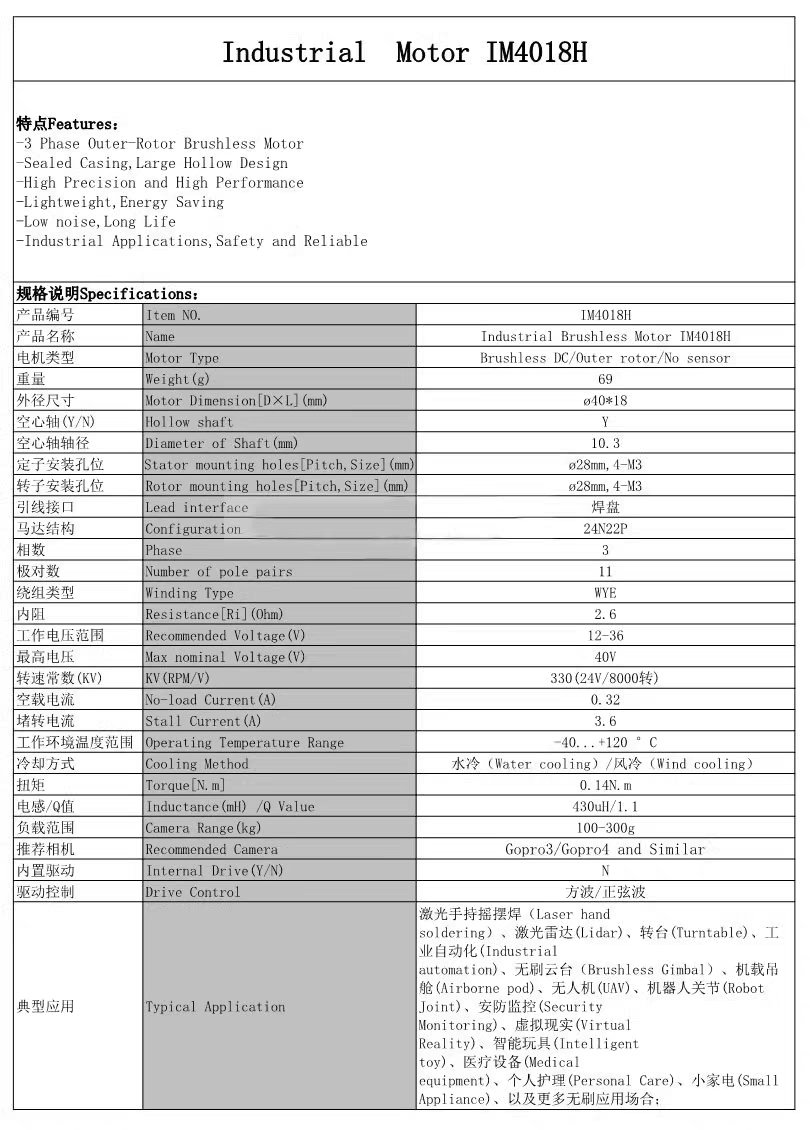 Industrial Motor IM4018H
特点Features:
-3 Phase Outer-Rotor Brushless Motor
-Sealed Casing,Large Hollow Design
-High Precision and High Performance
-Lightweight,Energy Saving
-Low noise,Long Life
-Industrial Applications,Safety and Reliable
规格说明Specifications:
产品编号 Item NO. IM4018H
产品名称 Name Industrial Brushless Motor IM4018H
电机类型 Motor Type Brushless DC/Outer rotor/No sensor
重量 Weight(g) 69
外径尺寸 Motor Dimension[D×L](mm) ø40*18
空心轴(Y/N) Hollow shaft Y
空心轴轴径 Diameter of Shaft(mm) 10.3
定子安装孔位 Stator mounting holes[Pitch,Size](mm) ø28mm,4-M3
转子安装孔位 Rotor mounting holes[Pitch,Size](mm) ø28mm,4-M3
引线接口 Lead interface 焊盘
马达结构 Configuration 24N22P
相数 Phase 3
极对数 Number of pole pairs 11
绕组类型 Winding Type WYE
内阻 Resistance[Ri](Ohm) 2.6
工作电压范围 Recommended Voltage(V) 12-36
最高电压 Max nominal Voltage(V) 40V
转速常数(KV) KV(RPM/V) 330(24V/8000转)
空载电流 No-load Current(A) 0.32
堵转电流 Stall Current(A) 3.6
工作环境温度范围 Operating Temperature Range -40...+120 °C
冷却方式 Cooling Method 水冷（Water cooling）/风冷（Wind cooling）
扭矩 Torque[N.m] 0.14N.m
电感/Q值 Inductance(mH) /Q Value 430uH/1.1
负载范围 Camera Range(kg) 100-300g
推荐相机 Recommended Camera Gopro3/Gopro4 and Similar
内置驱动 Internal Drive(Y/N) N
驱动控制 Drive Control 方波/正弦波
典型应用 Typical Application
激光手持摇摆焊（Laser hand
soldering）、激光雷达(Lidar)、转台(Turntable)、工
业自动化(Industrial
automation)、无刷云台（Brushless Gimbal）、机载吊
舱(Airborne pod)、无人机(UAV)、机器人关节(Robot
Joint)、安防监控(Security
Monitoring)、虚拟现实(Virtual
Reality)、智能玩具(Intelligent
toy)、医疗设备(Medical
equipment)、个人护理(Personal Care)、小家电(Small
Appliance)、以及更多无刷应用场合;